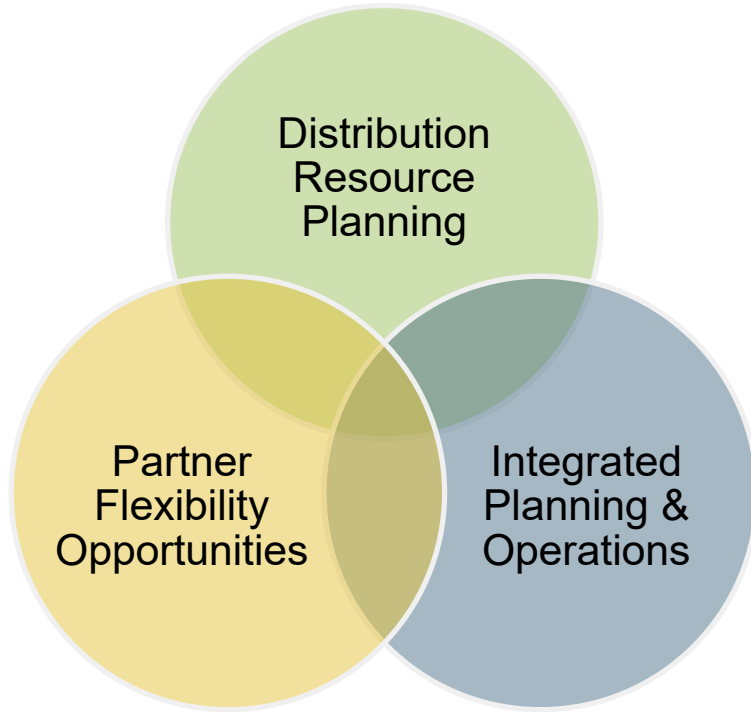 Distribution
Resource
Planning
Partner
Flexibility
Opportunities
Integrated
Planning &
Operations